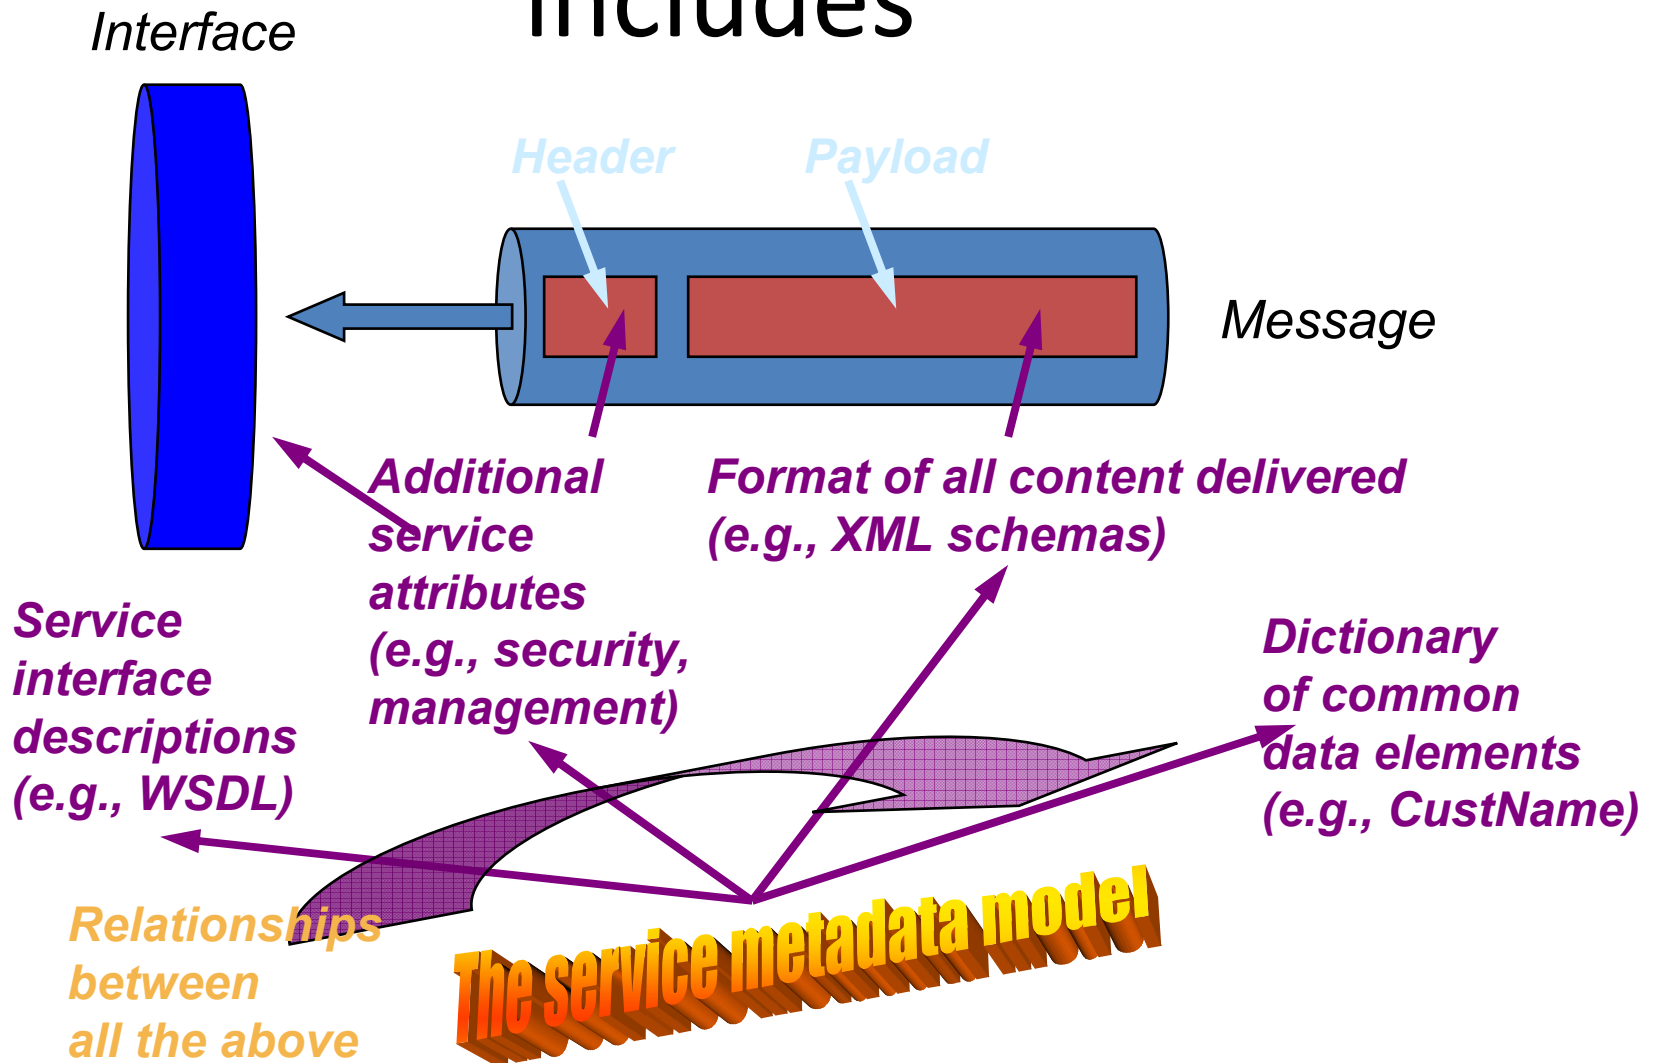 includes
Interface
Header
Payload
Message
Additional
service
attributes
(e.g., security,
management)
Format of all content delivered
(e.g., XML schemas)
Service
interface
descriptions
(e.g., WSDL)
Dictionary
of common
data elements
(e.g., CustName)
Relationships
between
all the above
The service metadata model